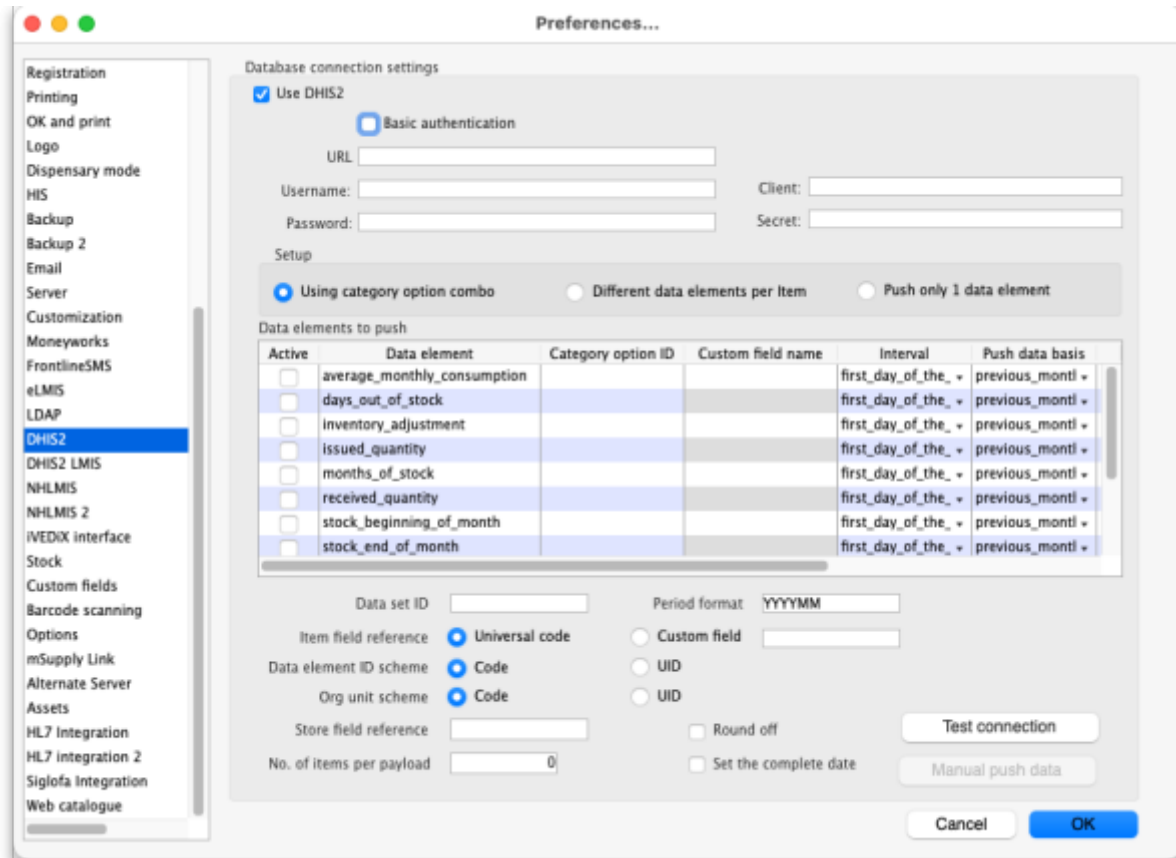 Preferences...
Registration
Printing
OK and print
Logo
Dispensary mode
HIS
Backup
Backup 2
Email
Server
Customization
Moneyworks
FrontlineSMS
eLMIS
LDAP
DHIS2
DHIS2 LMIS
NHLMIS
NHLMIS 2
iVEDiX interface
Stock
Custom fields
Barcode scanning
Options
mSupply Link
Alternate Server
Assets
HL7 Integration
HL7 integration 2
Siglofa Integration
Web catalogue
Database connection settings
Use DHIS2
Basic authentication
URL
Username: Client:
Password: Secret:
Setup
Using category option combo Different data elements per Item Push only 1 data element
Data elements to push
Active Data element Category option ID Custom field name Interval Push data basis
average_monthly_consumption first_day_of_the_ previous_montl
days_out_of_stock first_day_of_the_ previous_montl
inventory_adjustment first_day_of_the_ previous_montl
issued_quantity first_day_of_the_ previous_montl
months_of_stock first_day_of_the_ previous_montl
received_quantity first_day_of_the_ previous_montl
stock_beginning_of_month first_day_of_the_ previous_montl
stock_end_of_month first_day_of_the_ previous_montl
Data set ID Period format YYYYMM
Item field reference Universal code Custom field
Data element ID scheme Code UID
Org unit scheme Code UID
Store field reference Round off Test connection
No. of items per payload 0 Set the complete date Manual push data
Cancel OK